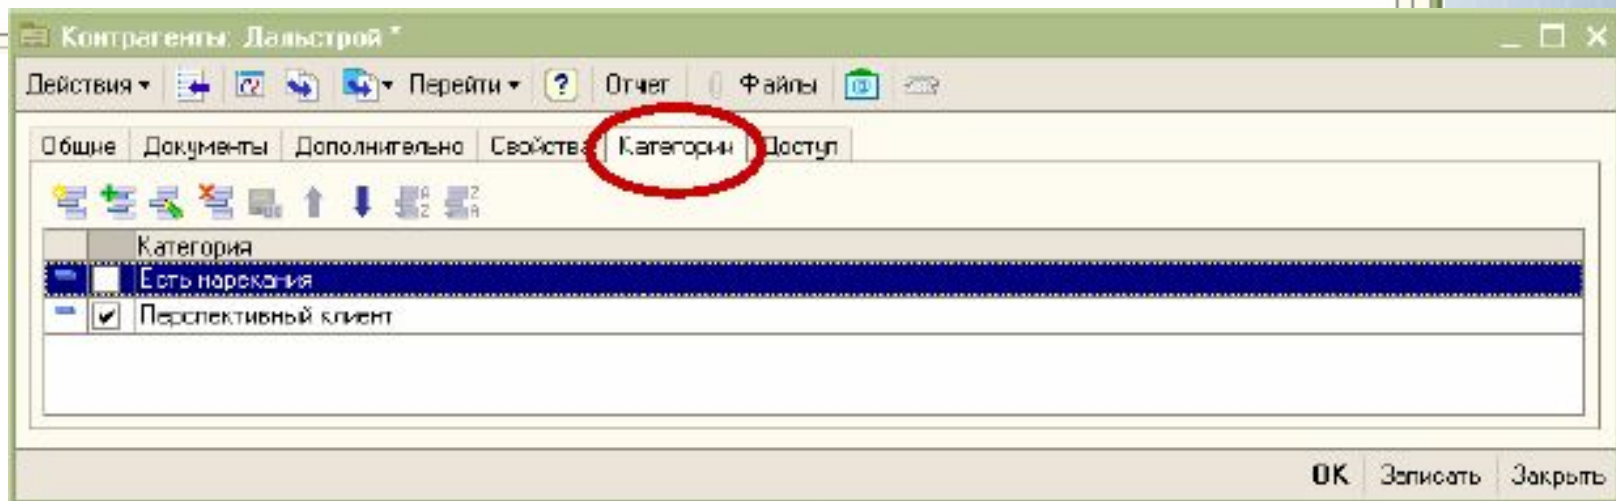 Контрагенты: Дальстрой *
Действия Перейти ? Отчет Файлы
Общие Документы Дополнительно Свойства Категории Доступ
Категория
Есть нарекания
Перспективный клиент
OK Записать Закрыть